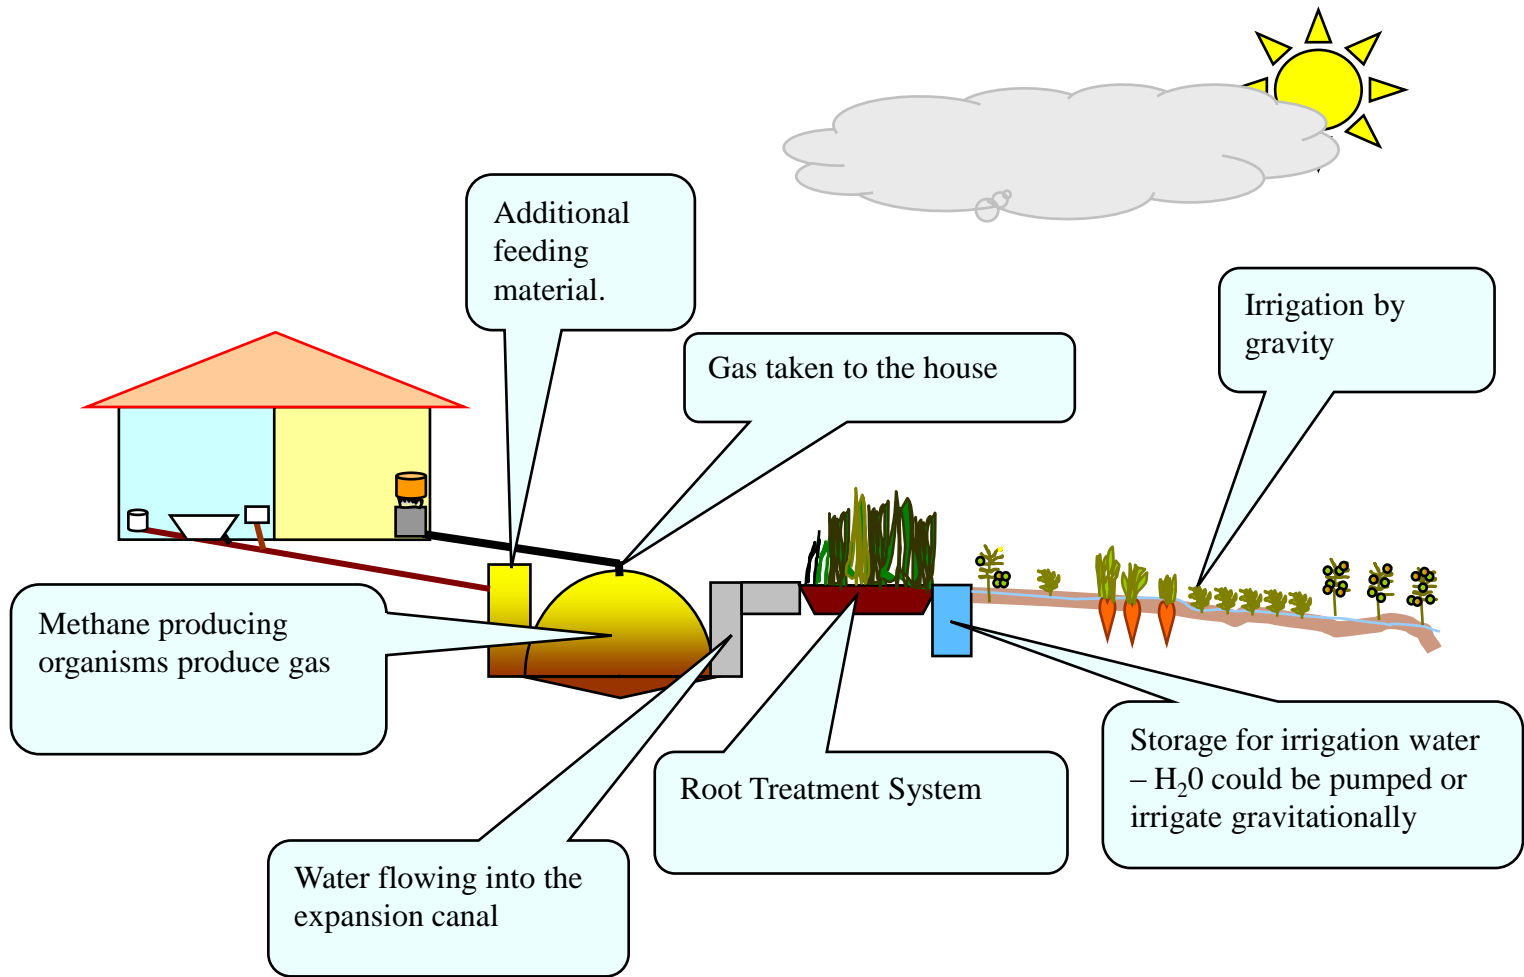 Additional
feeding
material.
Gas taken to the house
Irrigation by
gravity
Methane producing
organisms produce gas
Root Treatment System
Storage for irrigation water
– H₂0 could be pumped or
irrigate gravitationally
Water flowing into the
expansion canal